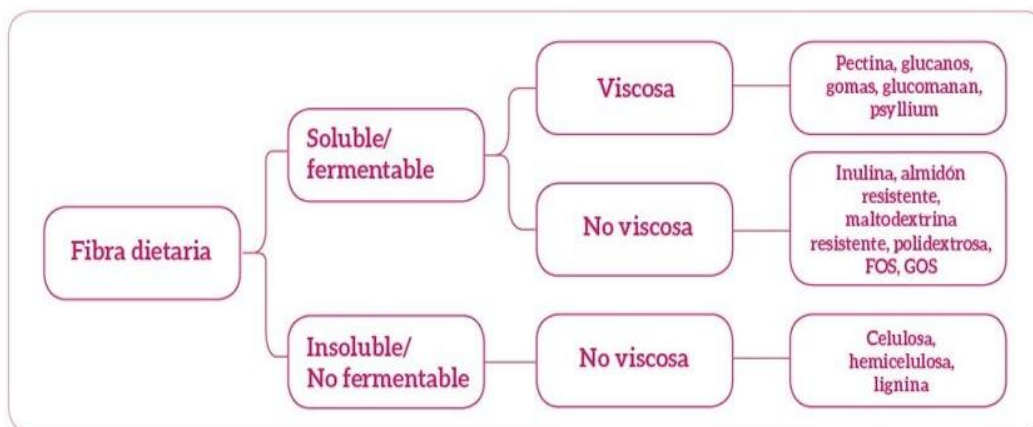 Fibra dietaria
Soluble/
fermentable
Viscosa
Pectina, glucanos,
gomas, glucomanan,
psyllium
No viscosa
Inulina, almidón
resistente,
maltodextrina
resistente, polidextrosa,
FOS, GOS
Insoluble/
No fermentable
No viscosa
Celulosa,
hemicelulosa,
lignina